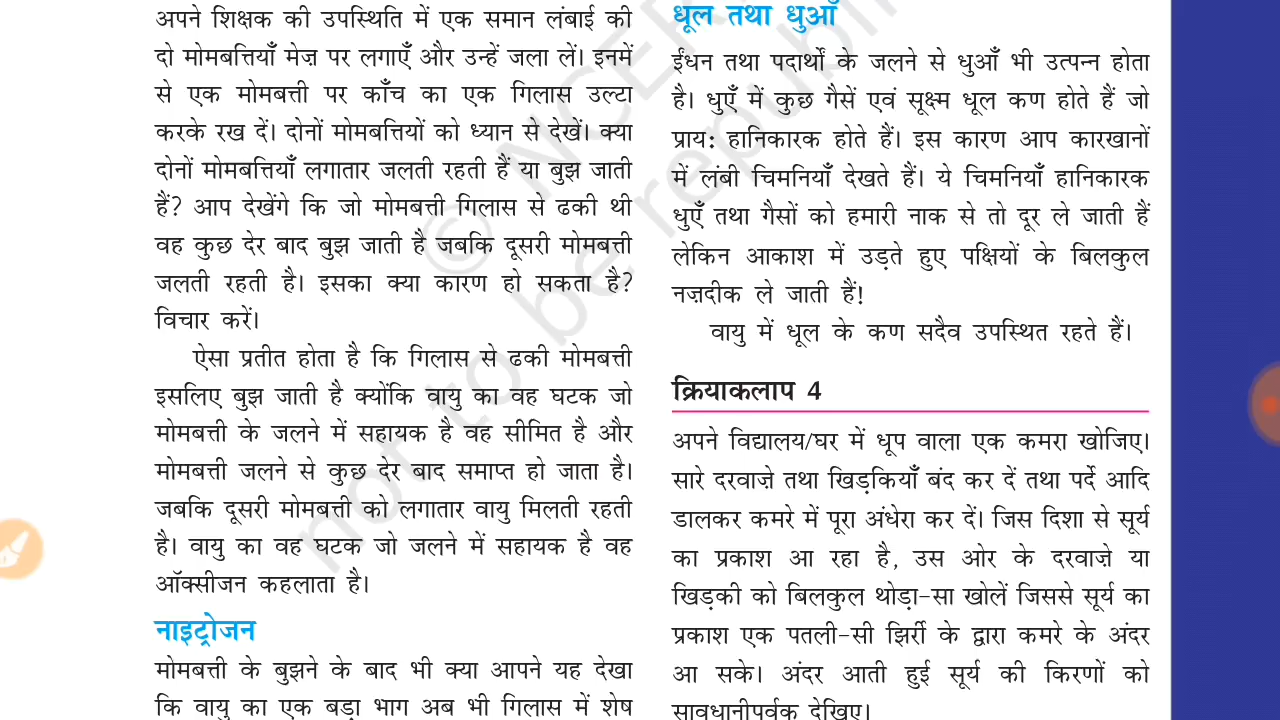 अपने शिक्षक की उपस्थिति में एक समान लंबाई की
दो मोमबत्तियाँ मेज़ पर लगाएँ और उन्हें जला लें। इनमें
से एक मोमबत्ती पर काँच का एक गिलास उल्टा
करके रख दें। दोनों मोमबत्तियों को ध्यान से देखें। क्या
दोनों मोमबत्तियाँ लगातार जलती रहती हैं या बुझ जाती
हैं? आप देखेंगे कि जो मोमबत्ती गिलास से ढकी थी
वह कुछ देर बाद बुझ जाती है जबकि दूसरी मोमबत्ती
जलती रहती है। इसका क्या कारण हो सकता है?
विचार करें।
ऐसा प्रतीत होता है कि गिलास से ढकी मोमबत्ती
इसलिए बुझ जाती है क्योंकि वायु का वह घटक जो
मोमबत्ती के जलने में सहायक है वह सीमित है और
मोमबत्ती जलने से कुछ देर बाद समाप्त हो जाता है।
जबकि दूसरी मोमबत्ती को लगातार वायु मिलती रहती
है। वायु का वह घटक जो जलने में सहायक है वह
ऑक्सीजन कहलाता है।
नाइट्रोजन
मोमबत्ती के बुझने के बाद भी क्या आपने यह देखा
कि वायु का एक बड़ा भाग अब भी गिलास में शेष
धूल तथा धुआँ
ईंधन तथा पदार्थों के जलने से धुआँ भी उत्पन्न होता
है। धुएँ में कुछ गैसें एवं सूक्ष्म धूल कण होते हैं जो
प्राय: हानिकारक होते हैं। इस कारण आप कारखानों
में लंबी चिमनियाँ देखते हैं। ये चिमनियाँ हानिकारक
धुएँ तथा गैसों को हमारी नाक से तो दूर ले जाती हैं
लेकिन आकाश में उड़ते हुए पक्षियों के बिलकुल
नज़दीक ले जाती हैं!
वायु में धूल के कण सदैव उपस्थित रहते हैं।
क्रियाकलाप 4
अपने विद्यालय/घर में धूप वाला एक कमरा खोजिए।
सारे दरवाज़े तथा खिड़कियाँ बंद कर दें तथा पर्दे आदि
डालकर कमरे में पूरा अंधेरा कर दें। जिस दिशा से सूर्य
का प्रकाश आ रहा है, उस ओर के दरवाज़े या
खिड़की को बिलकुल थोड़ा-सा खोलें जिससे सूर्य का
प्रकाश एक पतली-सी झिर्री के द्वारा कमरे के अंदर
आ सके। अंदर आती हुई सूर्य की किरणों को
सावधानीपूर्वक देखिए।
© NCER
not to be republi